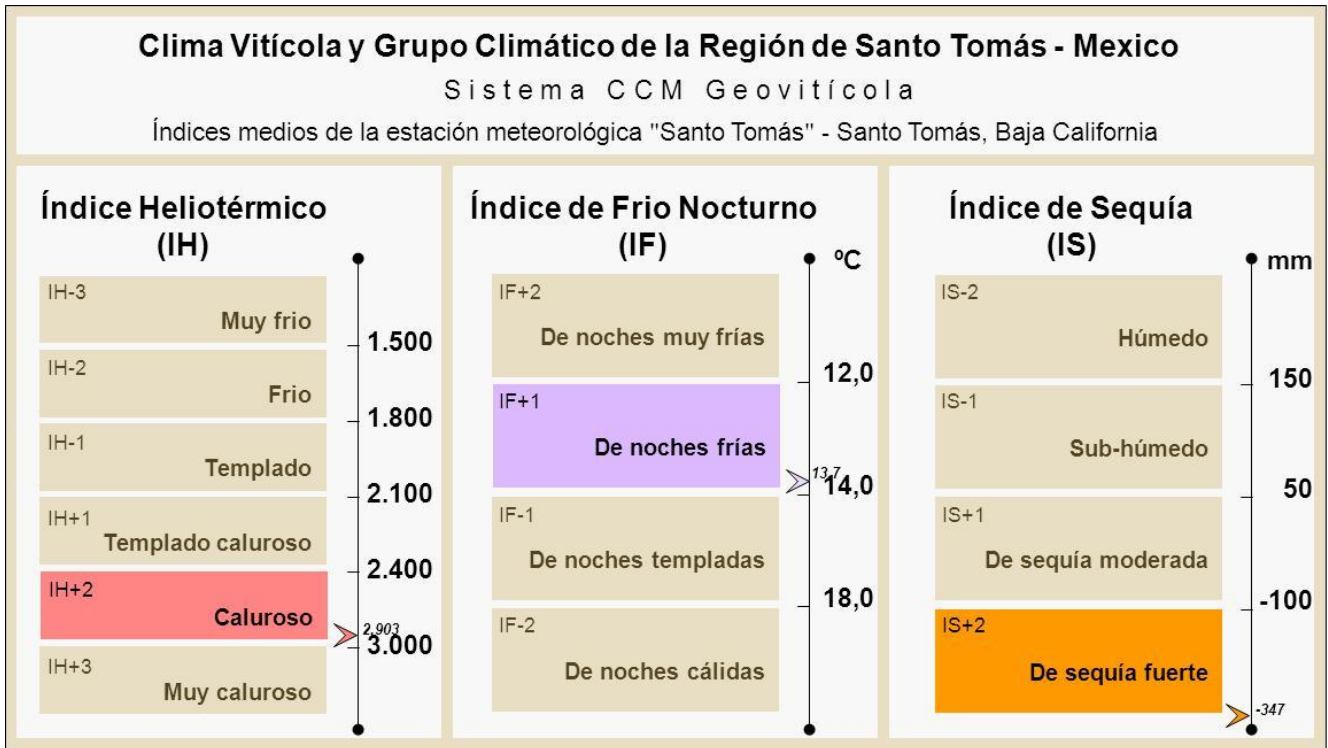 Clima Vitícola y Grupo Climático de la Región de Santo Tomás - Mexico
Sistema CCM Geovitícola
Índices medios de la estación meteorológica "Santo Tomás" - Santo Tomás, Baja California
Índice Heliotérmico
(IH)
IH-3
Muy frio
1.500
IH-2
Frio
1.800
IH-1
Templado
2.100
IH+1
Templado caluroso
2.400
IH+2
Caluroso
2,903
3.000
IH+3
Muy caluroso
Índice de Frio Nocturno
(IF)
ºC
IF+2
De noches muy frías
12,0
IF+1
De noches frías
13,7
14,0
IF-1
De noches templadas
18,0
IF-2
De noches cálidas
Índice de Sequía
(IS)
mm
IS-2
Húmedo
150
IS-1
Sub-húmedo
50
IS+1
De sequía moderada
-100
IS+2
De sequía fuerte
-347